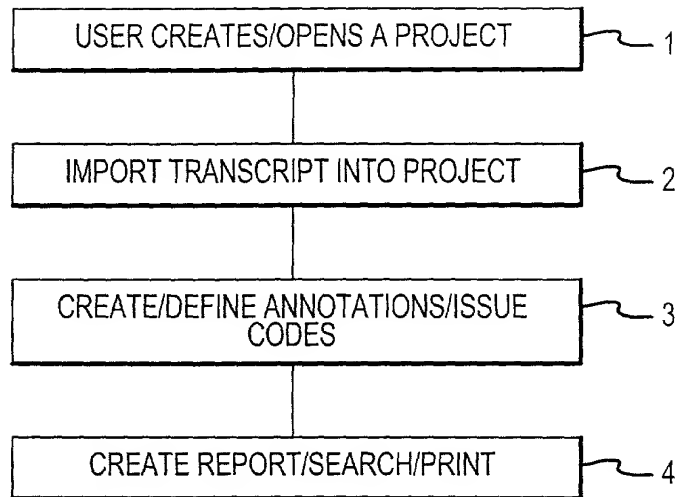 USER CREATES/OPENS A PROJECT
1
IMPORT TRANSCRIPT INTO PROJECT
2
CREATE/DEFINE ANNOTATIONS/ISSUE
CODES
3
CREATE REPORT/SEARCH/PRINT
4